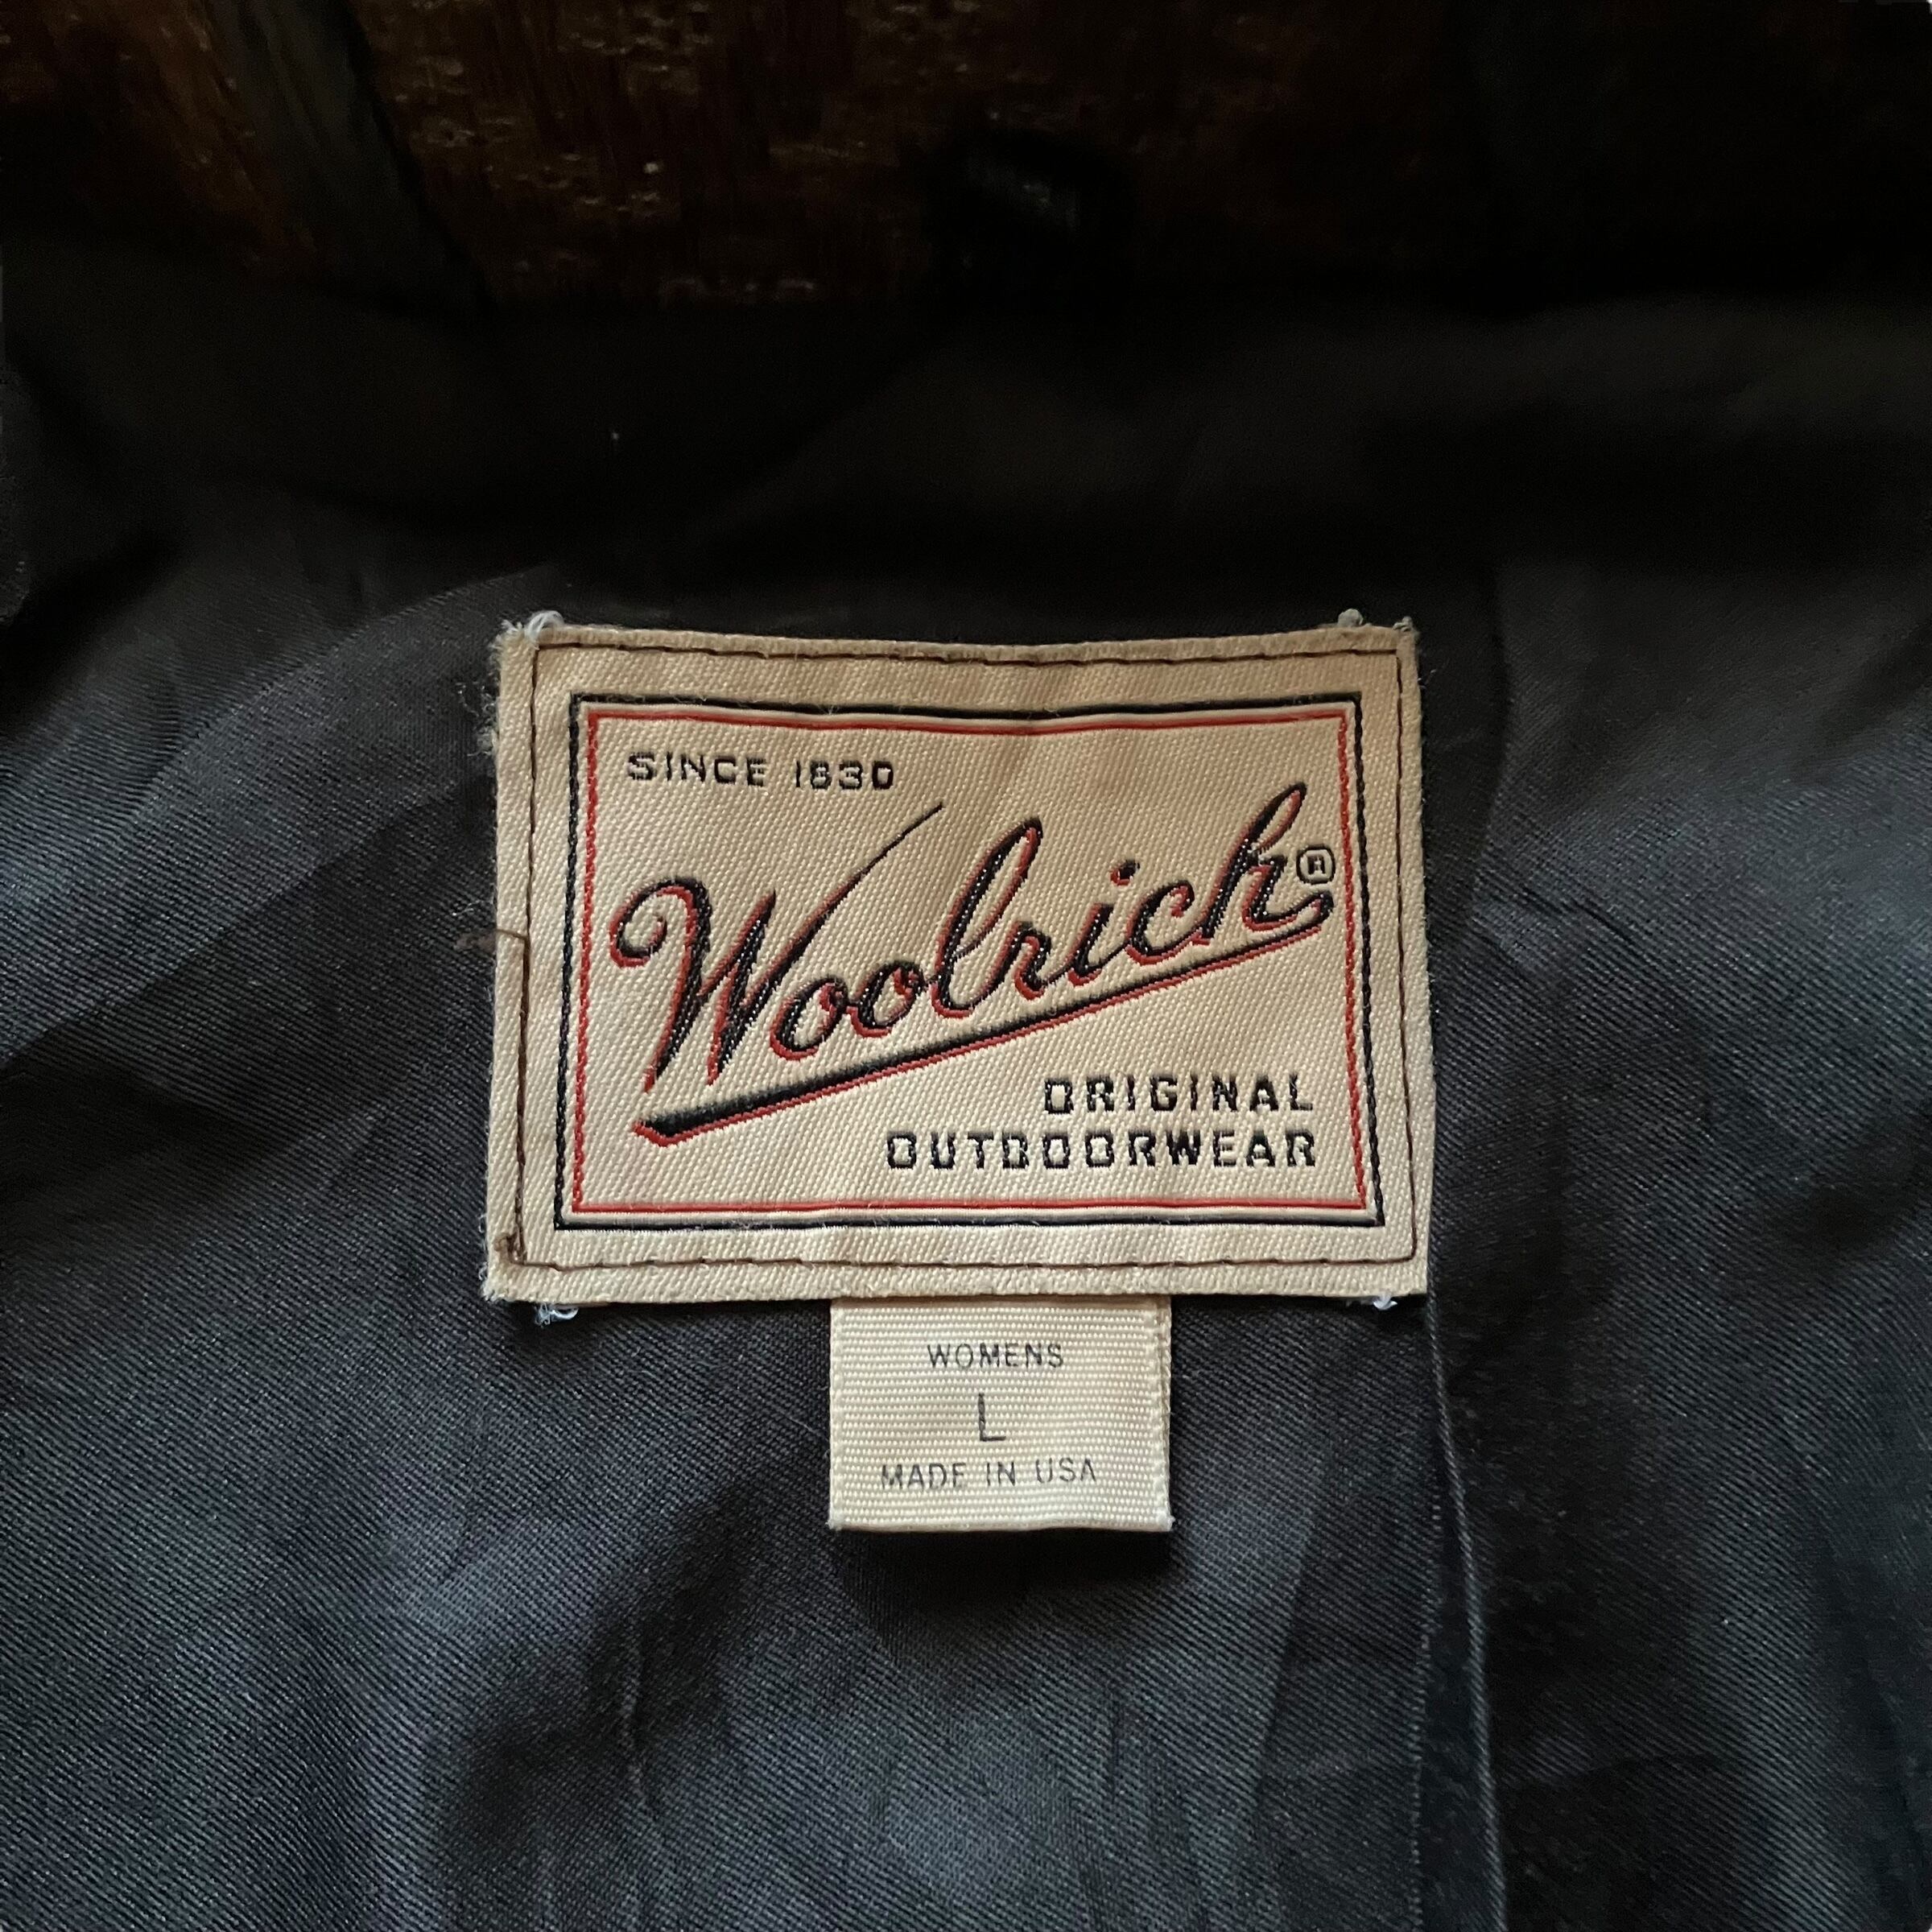 SINCE 1830
Woolrich®
ORIGINAL
OUTDOORWEAR
WOMENS
L
MADE IN USA